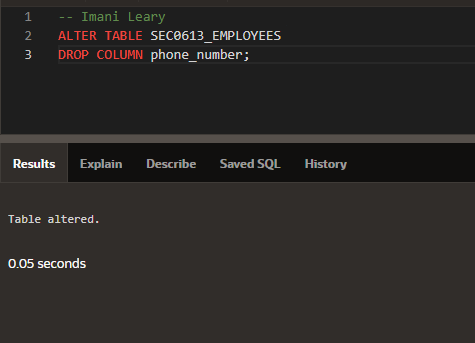 1 -- Imani Leary
2 ALTER TABLE SEC0613_EMPLOYEES
3 DROP COLUMN phone_number;
Results Explain Describe Saved SQL History
Table altered.
0.05 seconds